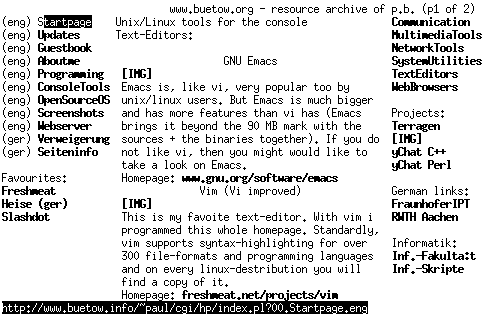 www.buetow.org - resource archive of p.b. (p1 of 2)
(eng) Startpage
(eng) Updates
(eng) Guestbook
(eng) Aboutme
(eng) Programming
(eng) ConsoleTools
(eng) OpenSourceOS
(eng) Screenshots
(eng) Webserver
(ger) Verweigerung
(ger) Seiteninfo
Favourites:
Freshmeat
Heise (ger)
Slashdot
Unix/Linux tools for the console
Text-Editors:
GNU Emacs
[IMG]
Emacs is, like vi, very popular too by
unix/linux users. But Emacs is much bigger
and has more features than vi has (Emacs
brings it beyond the 90 MB mark with the
sources + the binaries together). If you do
not like vi, then you might would like to
take a look on Emacs.
Homepage: www.gnu.org/software/emacs
Vim (Vi improved)
[IMG]
This is my favoite text-editor. With vim i
programmed this whole homepage. Standardly,
vim supports syntax-highlighting for over
300 file-formats and programming languages
and on every linux-destribution you will
find a copy of it.
Homepage: freshmeat.net/projects/vim
Communication
MultimediaTools
NetworkTools
SystemUtilities
TextEditors
WebBrowsers
Projects:
Terragen
[IMG]
yChat C++
yChat Perl
German links:
FraunhoferIPT
RWTH Aachen
Informatik:
Inf.-Fakulta:t
Inf.-Skripte
http://www.buetow.info/~paul/cgi/hp/index.pl?00.Startpage.eng